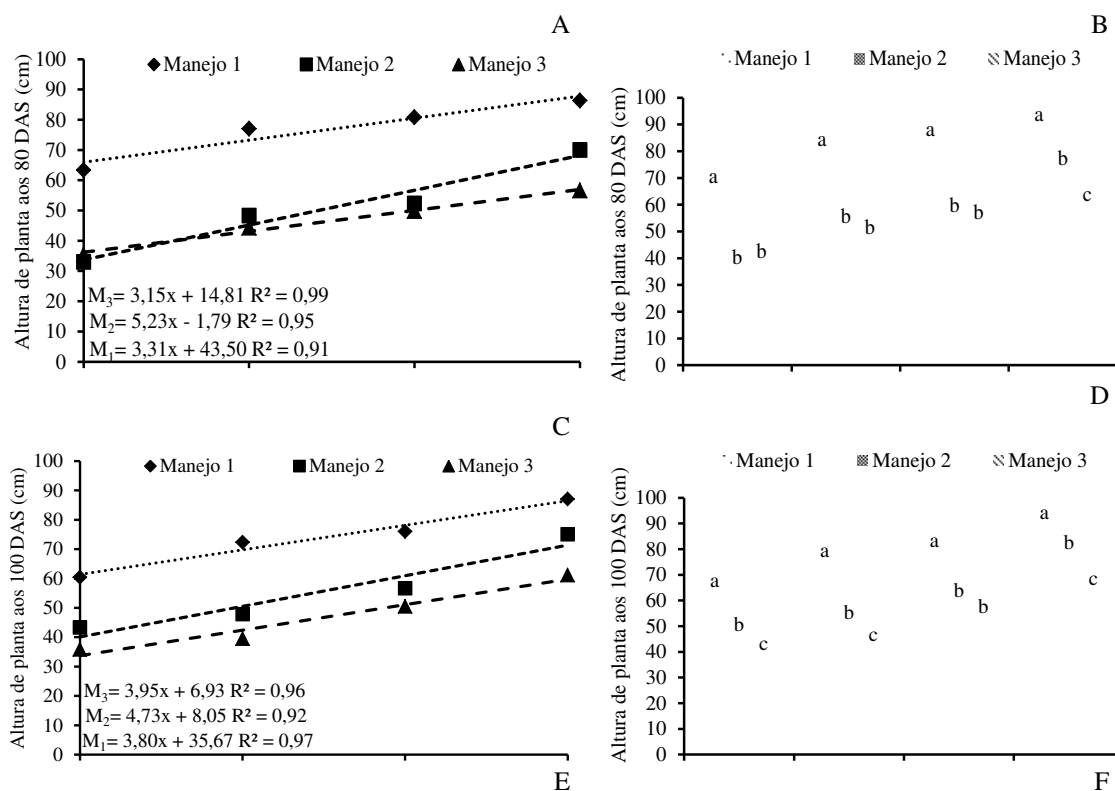 A
Manejo 1 Manejo 2 Manejo 3
Altura de planta aos 80 DAS (cm)
100
90
80
70
60
50
40
30
20
10
0
M₃= 3,15x + 14,81 R² = 0,99
M₂= 5,23x - 1,79 R² = 0,95
M₁= 3,31x + 43,50 R² = 0,91
B
Manejo 1 Manejo 2 Manejo 3
Altura de planta aos 80 DAS (cm)
100
90
80
70
60
50
40
30
20
10
0
a b b
a b b
a b b
a b c
C
Manejo 1 Manejo 2 Manejo 3
Altura de planta aos 100 DAS (cm)
100
90
80
70
60
50
40
30
20
10
0
M₃= 3,95x + 6,93 R² = 0,96
M₂= 4,73x + 8,05 R² = 0,92
M₁= 3,80x + 35,67 R² = 0,97
D
Manejo 1 Manejo 2 Manejo 3
Altura de planta aos 100 DAS (cm)
100
90
80
70
60
50
40
30
20
10
0
a b c
a b c
a b b
a b c
E
F